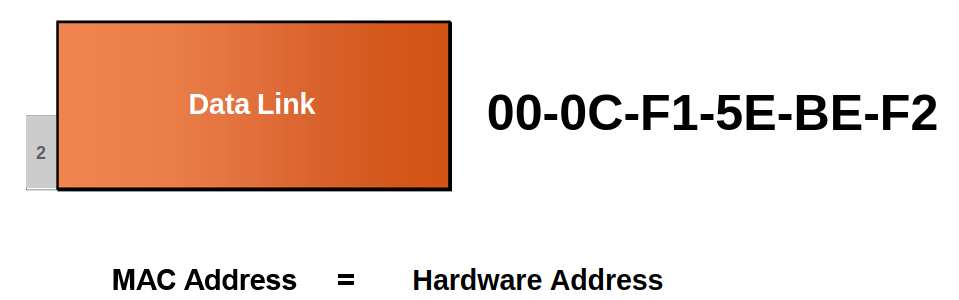 Data Link
00-0C-F1-5E-BE-F2
2
MAC Address = Hardware Address